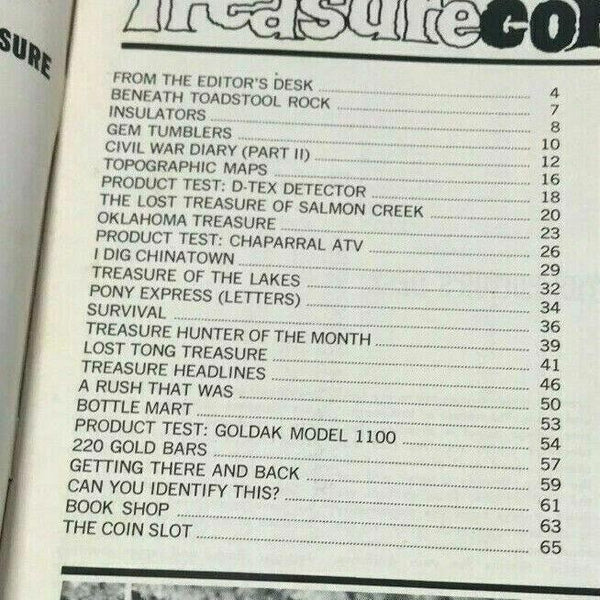 Treasure CO
SURE
FROM THE EDITOR'S DESK 4
BENEATH TOADSTOOL ROCK 7
INSULATORS 8
GEM TUMBLERS 10
CIVIL WAR DIARY (PART II) 12
TOPOGRAPHIC MAPS 16
PRODUCT TEST: D-TEX DETECTOR 18
THE LOST TREASURE OF SALMON CREEK 20
OKLAHOMA TREASURE 23
PRODUCT TEST: CHAPARRAL ATV 26
I DIG CHINATOWN 29
TREASURE OF THE LAKES 32
PONY EXPRESS (LETTERS) 34
SURVIVAL 36
TREASURE HUNTER OF THE MONTH 39
LOST TONG TREASURE 41
TREASURE HEADLINES 46
A RUSH THAT WAS 50
BOTTLE MART 53
PRODUCT TEST: GOLDAK MODEL 1100 54
220 GOLD BARS 57
GETTING THERE AND BACK 59
CAN YOU IDENTIFY THIS? 61
BOOK SHOP 63
THE COIN SLOT 65